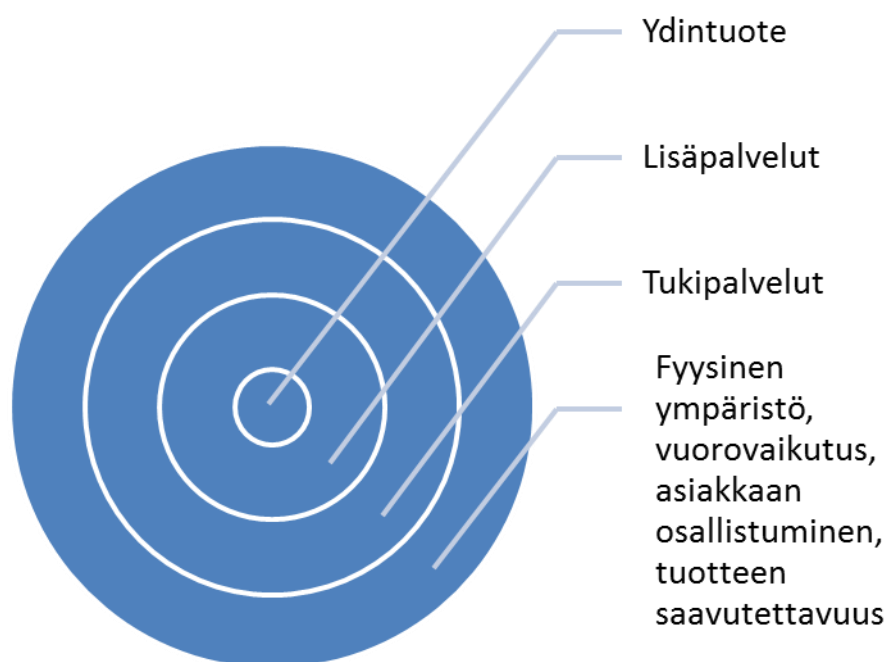 Ydintuote
Lisäpalvelut
Tukipalvelut
Fyysinen
ympäristö,
vuorovaikutus,
asiakkaan
osallistuminen,
tuotteen
saavutettavuus